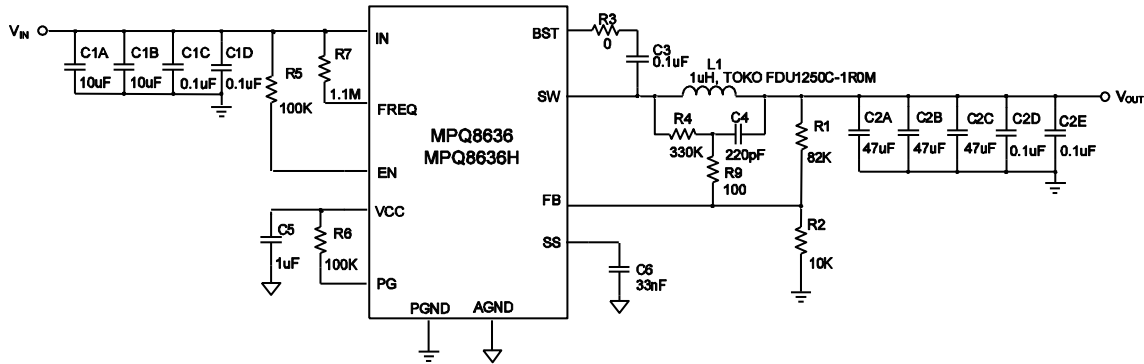 VIN
C1A
10uF
C1B
10uF
C1C
0.1uF
C1D
0.1uF
R5
100K
R7
1.1M
IN
FREQ
EN
VCC
PG
PGND
AGND
MPQ8636
MPQ8636H
BST
SW
FB
SS
C5
1uF
R6
100K
R3
0
C3
0.1uF
L1
1uH, TOKO FDU1250C-1R0M
R4
330K
C4
220pF
R9
100
R1
82K
R2
10K
C6
33nF
C2A
47uF
C2B
47uF
C2C
47uF
C2D
0.1uF
C2E
0.1uF
VOUT